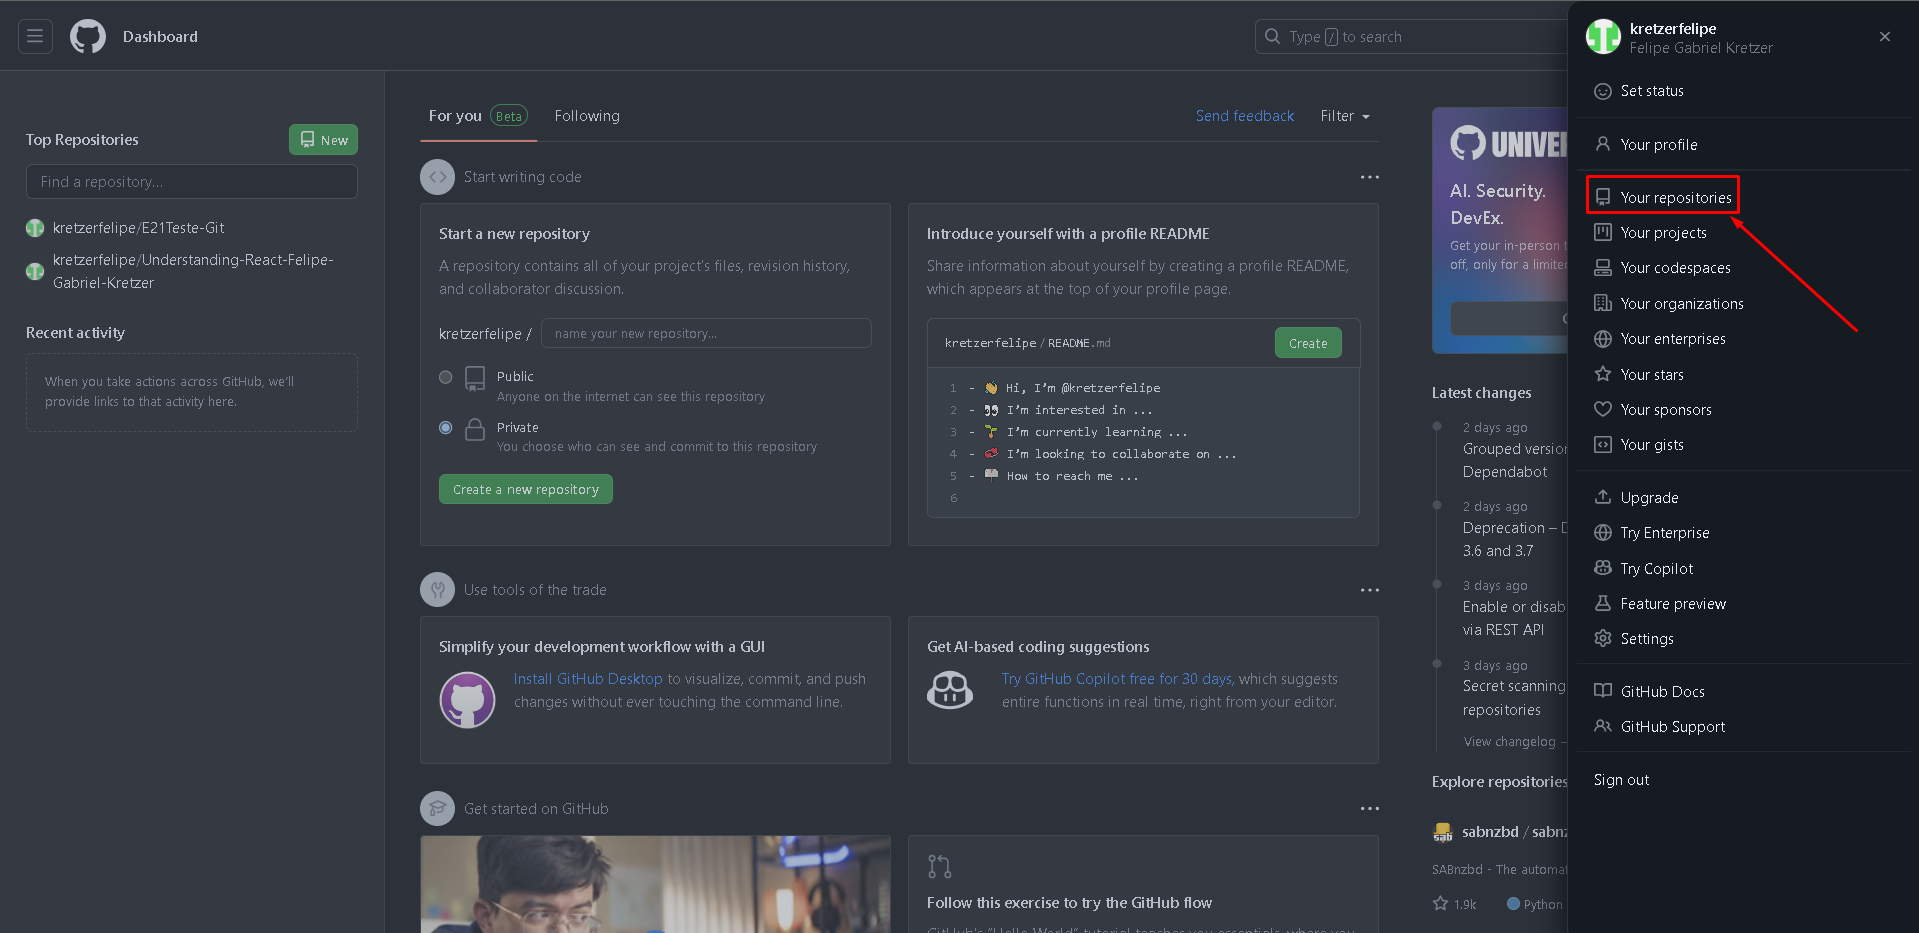 Dashboard
Type / to search
Top Repositories
New
Find a repository...
kretzerfelipe/E21Teste-Git
kretzerfelipe/Understanding-React-Felipe-
Gabriel-Kretzer
Recent activity
When you take actions across GitHub, we'll
provide links to that activity here.
For you Beta
Following
Send feedback
Filter
Start writing code
Start a new repository
A repository contains all of your project's files, revision history,
and collaborator discussion.
kretzerfelipe / name your new repository...
Public
Anyone on the internet can see this repository
Private
You choose who can see and commit to this repository
Create a new repository
Introduce yourself with a profile README
Share information about yourself by creating a profile README,
which appears at the top of your profile page.
kretzerfelipe / README.md
Create
1 - 👋 Hi, I'm @kretzerfelipe
2 - 👀 I'm interested in ...
3 - 🌱 I'm currently learning ...
4 - 💞️ I'm looking to collaborate on ...
5 - 📫 How to reach me ...
6
Use tools of the trade
Simplify your development workflow with a GUI
Install GitHub Desktop to visualize, commit, and push
changes without ever touching the command line.
Get AI-based coding suggestions
Try GitHub Copilot free for 30 days, which suggests
entire functions in real time, right from your editor.
Get started on GitHub
Follow this exercise to try the GitHub flow
GitHub's "Hello World" tutorial teaches you essentials, where you
UNIVE
AI. Security.
DevEx.
Get your in-person
off, only for a limite
Latest changes
2 days ago
Grouped version
Dependabot
2 days ago
Deprecation –
3.6 and 3.7
3 days ago
Enable or disab
via REST API
3 days ago
Secret scanning
repositories
View changelog
Explore repositories
sabnzbd / sabnz
SABnzbd - The automat
1.9k
Python
kretzerfelipe
Felipe Gabriel Kretzer
Set status
Your profile
Your repositories
Your projects
Your codespaces
Your organizations
Your enterprises
Your stars
Your sponsors
Your gists
Upgrade
Try Enterprise
Try Copilot
Feature preview
Settings
GitHub Docs
GitHub Support
Sign out